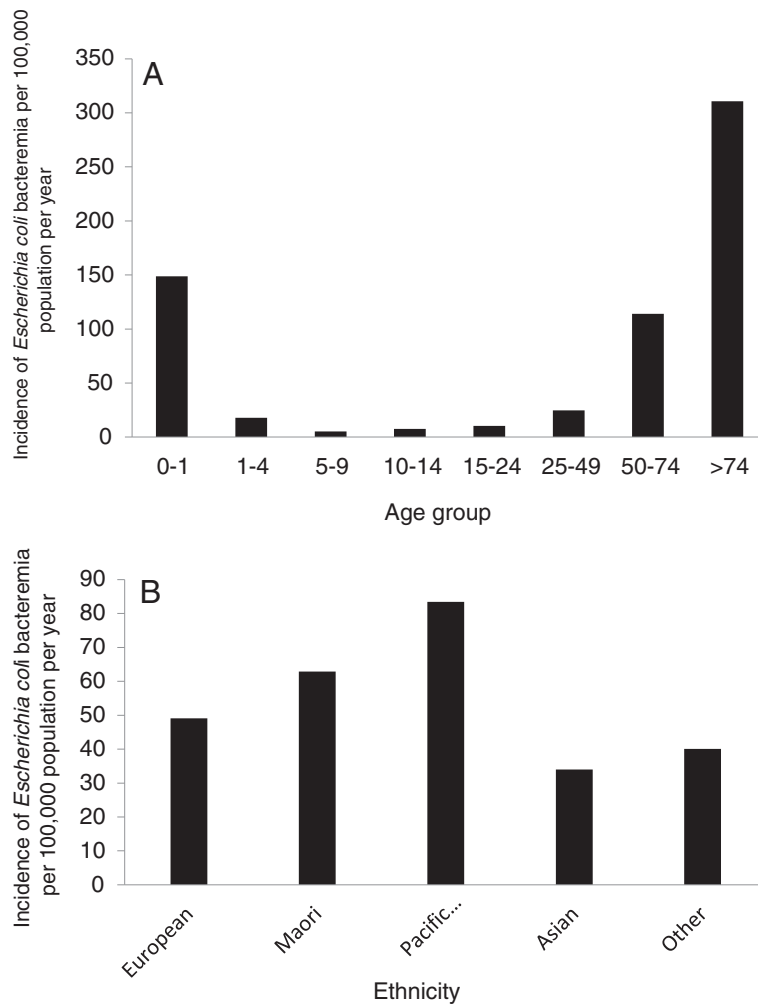 Incidence of Escherichia coli bacteremia per 100,000
population per year
A
350
300
250
200
150
100
50
0
0-1 1-4 5-9 10-14 15-24 25-49 50-74 >74
Age group
Incidence of Escherichia coli bacteremia
per 100,000 population per year
B
90
80
70
60
50
40
30
20
10
0
European Maori Pacific... Asian Other
Ethnicity